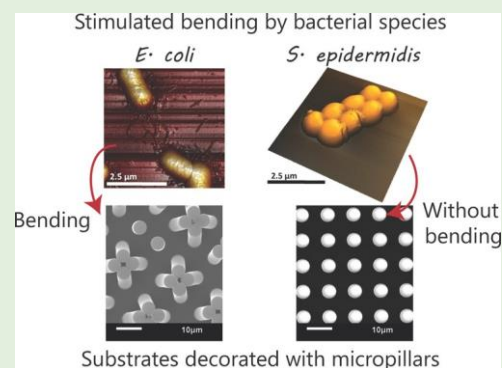 Stimulated bending by bacterial species
E. coli
S. epidermidis
2.5 µm
2.5 µm
Bending
Without
bending
10µm
10µm
Substrates decorated with micropillars